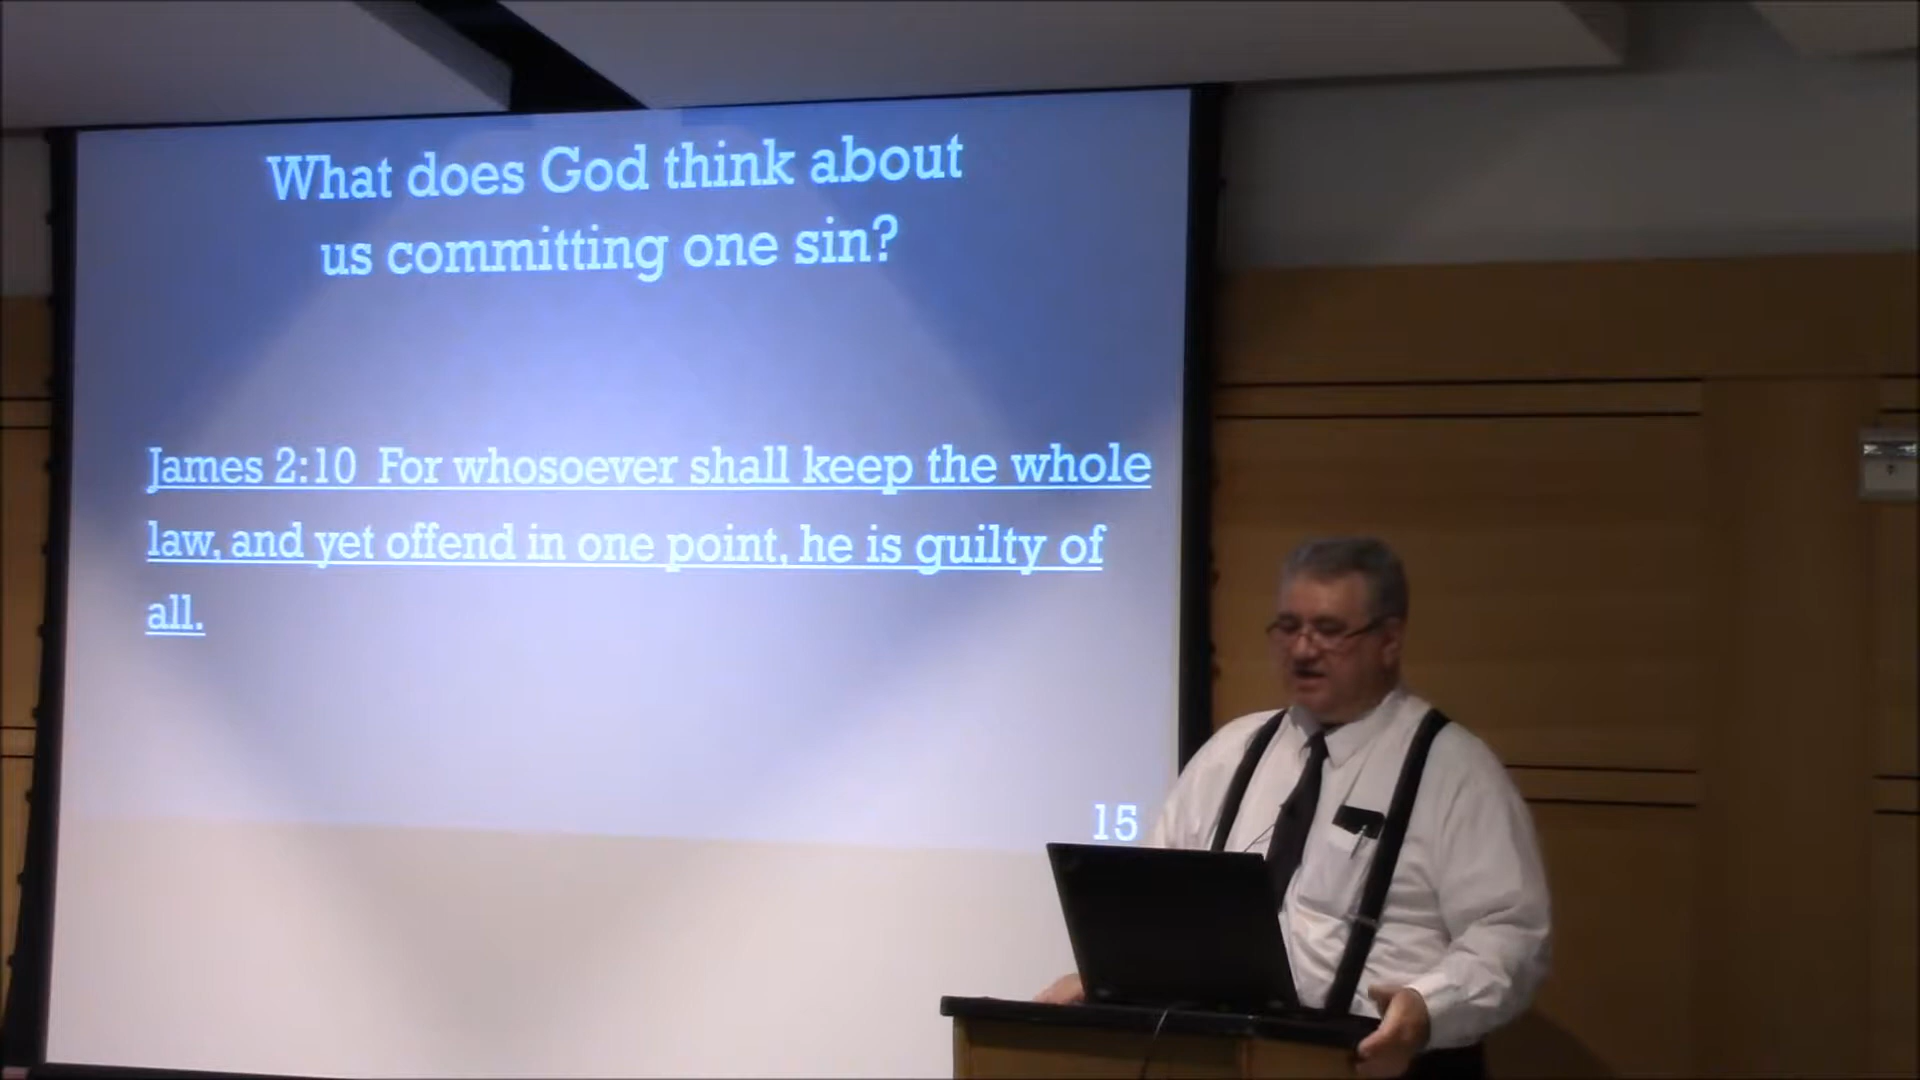 What does God think about
us committing one sin?
James 2:10 For whosoever shall keep the whole
law, and yet offend in one point, he is guilty of
all.
15